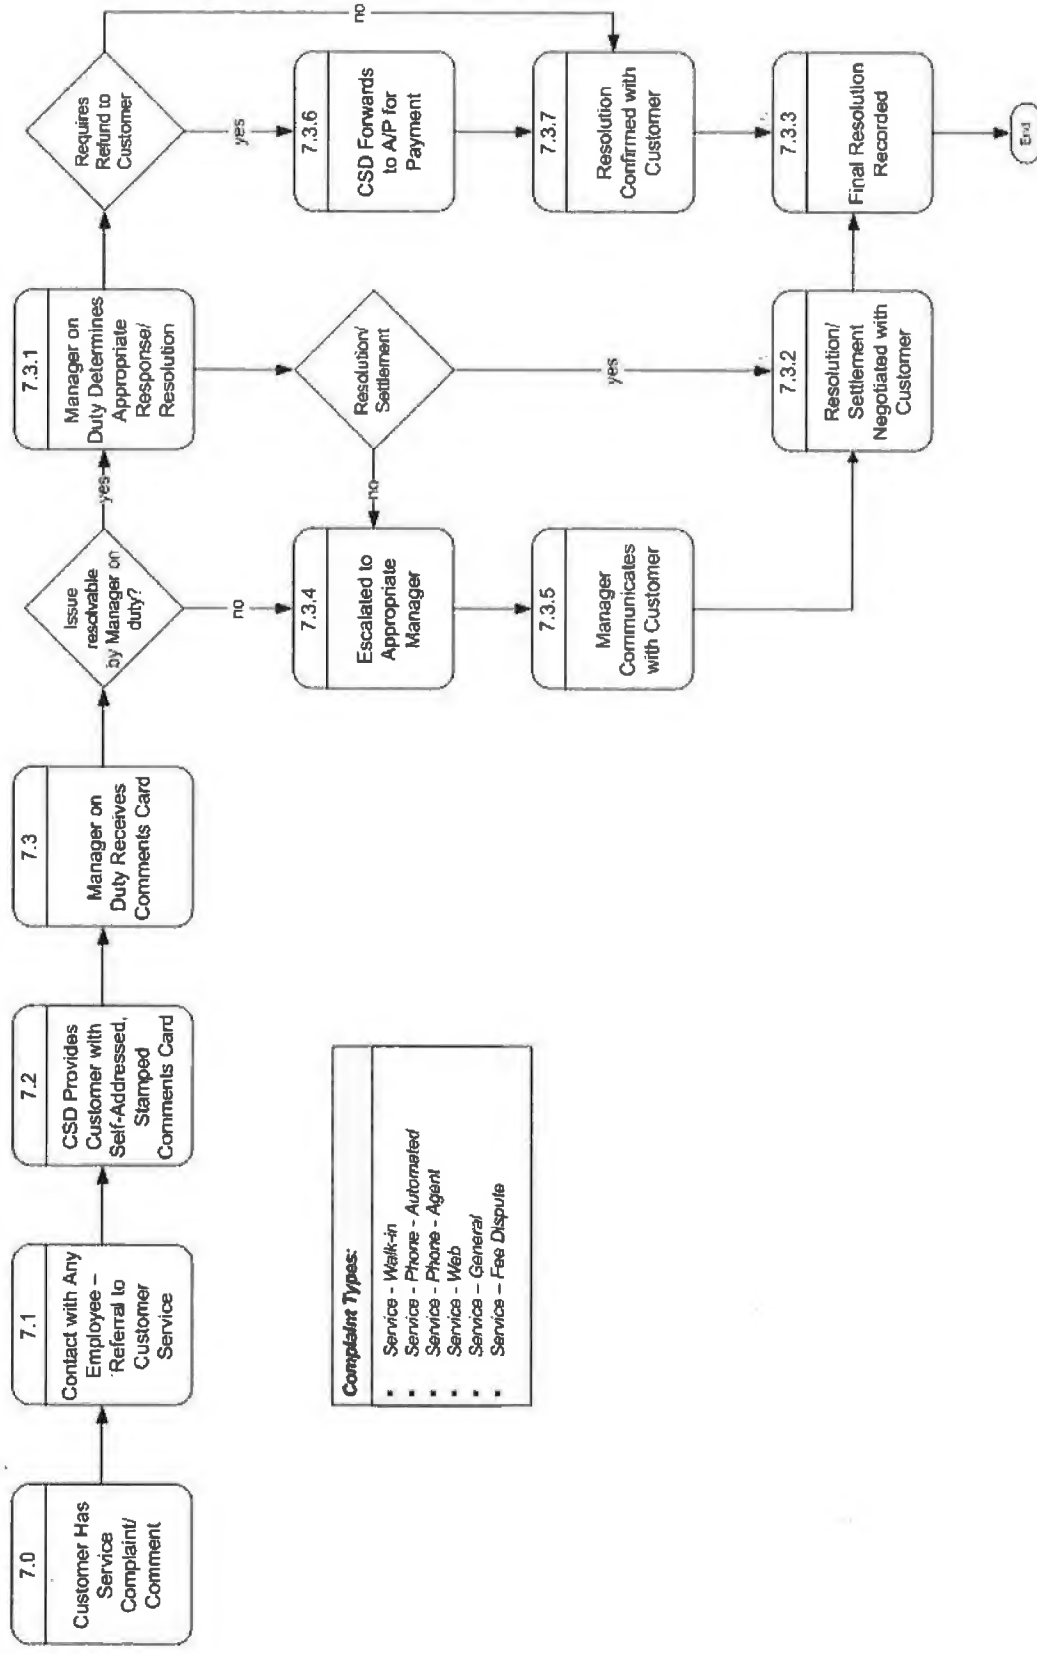 7.0
Customer Has
Service
Complaint/
Comment
7.1
Contact with Any
Employee –
Referral to
Customer
Service
7.2
CSD Provides
Customer with
Self-Addressed,
Stamped
Comments Card
7.3
Manager on
Duty Receives
Comments Card
Issue
resolvable
by Manager on
duty?
yes
no
7.3.1
Manager on
Duty Determines
Appropriate
Response/
Resolution
Requires
Refund to
Customer
no
yes
7.3.4
Escalated to
Appropriate
Manager
Resolution/
Settlement
no
yes
7.3.6
CSD Forwards
to A/P for
Payment
7.3.5
Manager
Communicates
with Customer
7.3.7
Resolution
Confirmed with
Customer
7.3.2
Resolution/
Settlement
Negotiated with
Customer
7.3.3
Final Resolution
Recorded
End
Complaint Types:
▪ Service - Walk-in
▪ Service - Phone - Automated
▪ Service - Phone - Agent
▪ Service - Web
▪ Service – General
▪ Service – Fee Dispute